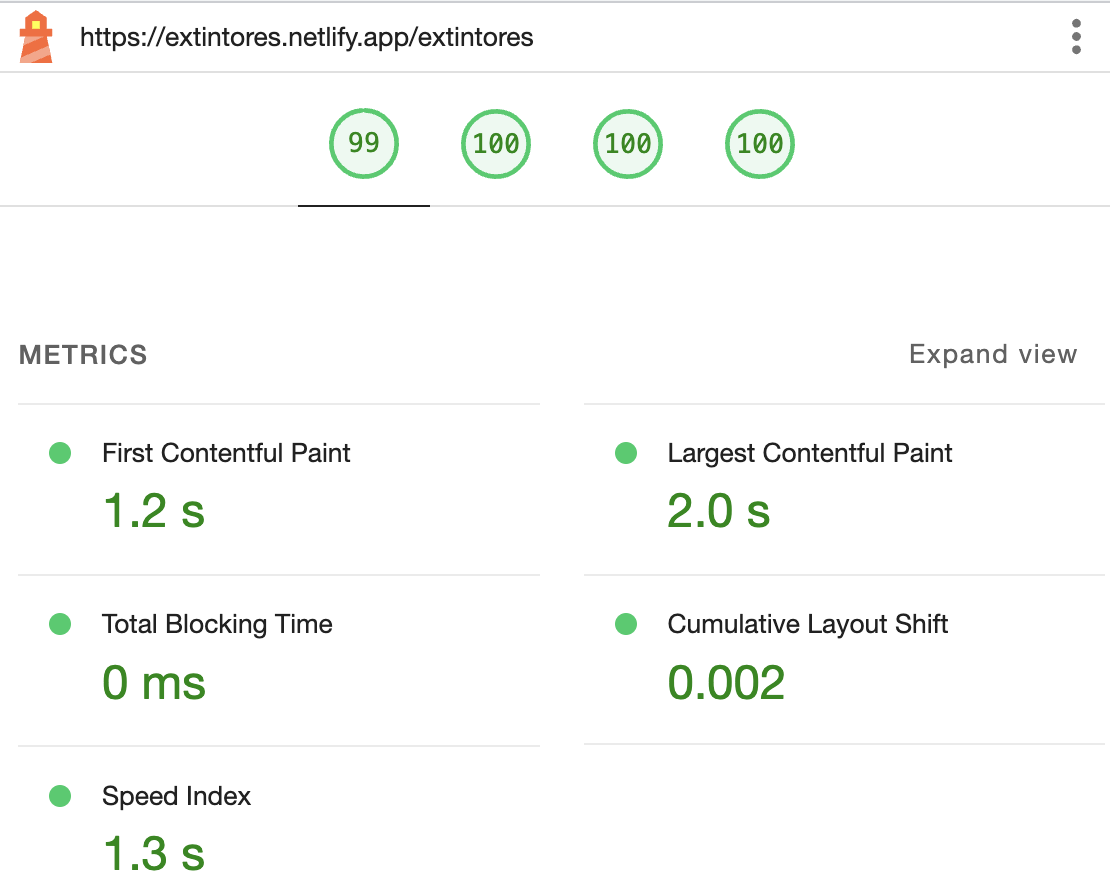 https://extintores.netlify.app/extintores
99 100 100 100
METRICS Expand view
First Contentful Paint
1.2 s
Largest Contentful Paint
2.0 s
Total Blocking Time
0 ms
Cumulative Layout Shift
0.002
Speed Index
1.3 s